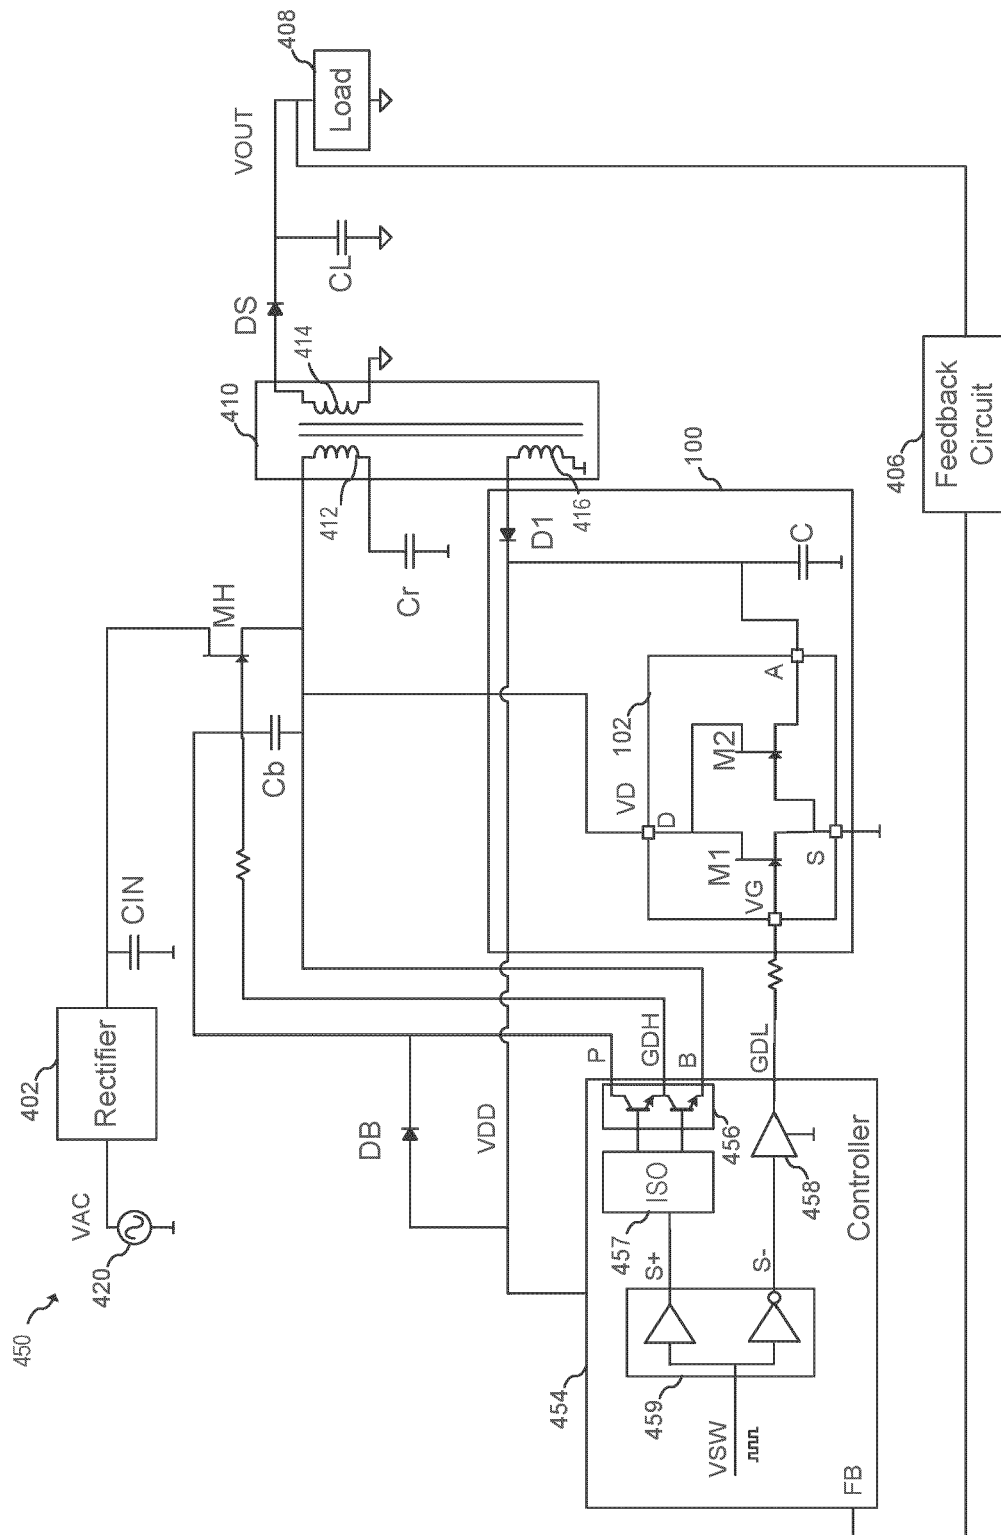 450
VAC
420
402
Rectifier
CIN
MH
Cb
Cr
410
412
414
416
DS
CL
VOUT
408
Load
DB
VDD
P
GDH
B
GDL
454
459
VSW
S+
S-
457
ISO
456
458
Controller
FB
100
D1
C
102
VD
D
M1
M2
A
VG
S
406
Feedback
Circuit